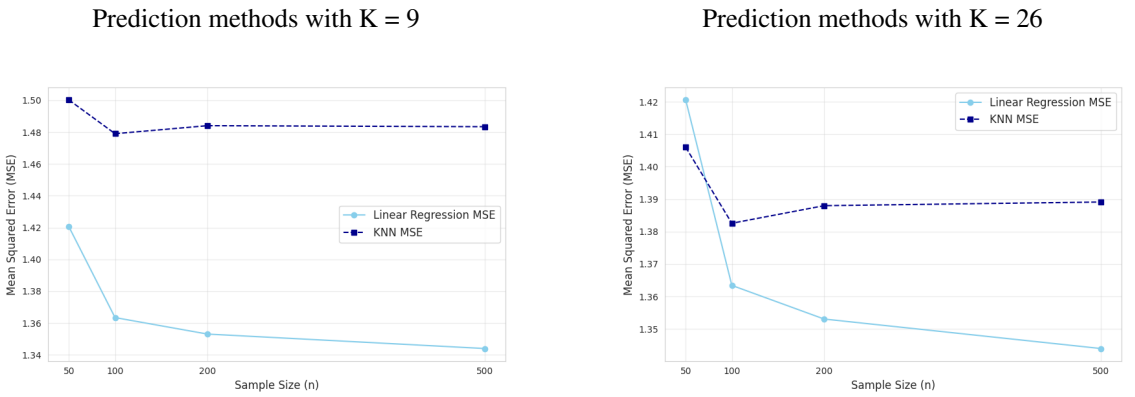 Prediction methods with K = 9
Mean Squared Error (MSE)
1.50
1.48
1.46
1.44
1.42
1.40
1.38
1.36
1.34
Linear Regression MSE
KNN MSE
50
100
200
500
Sample Size (n)
Prediction methods with K = 26
Mean Squared Error (MSE)
1.42
1.41
1.40
1.39
1.38
1.37
1.36
1.35
Linear Regression MSE
KNN MSE
50
100
200
500
Sample Size (n)